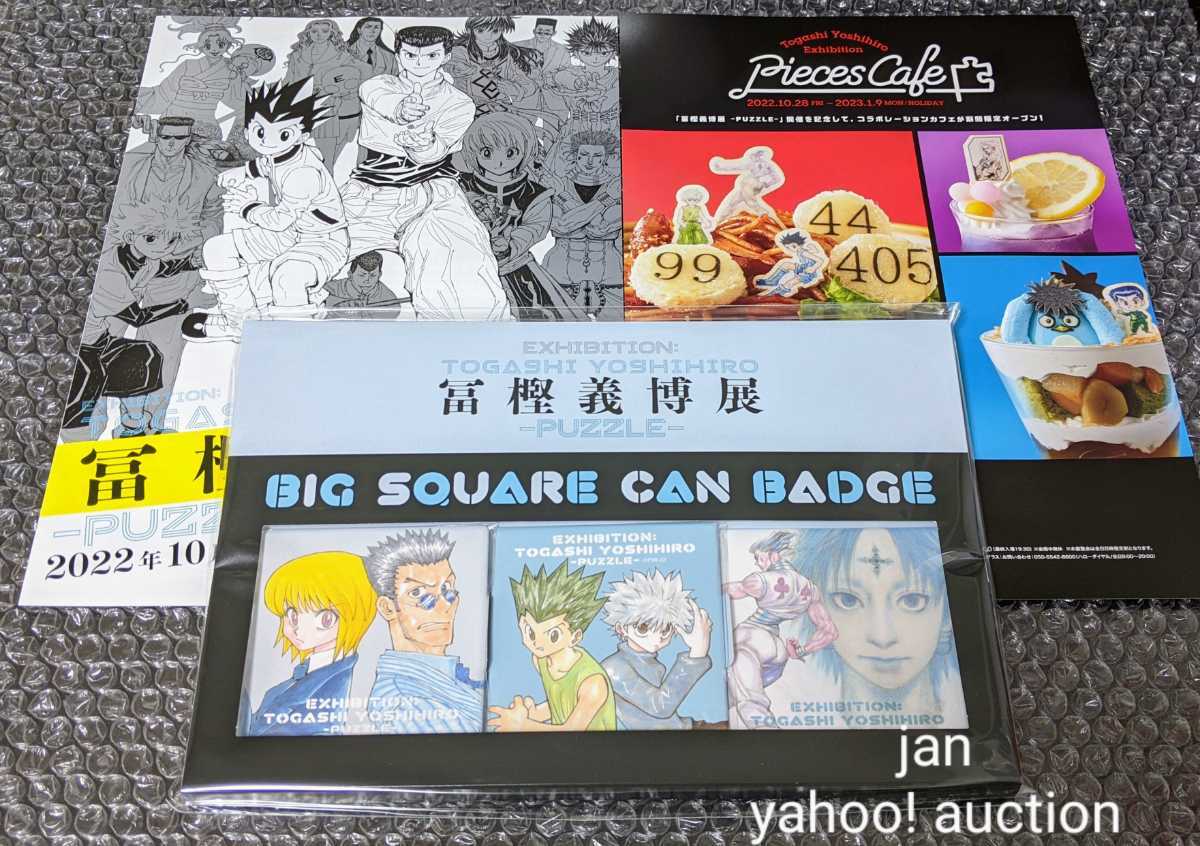 Togashi Yoshihiro
Exhibition
Pieces Cafe
2022.10.28 FRI - 2023.1.9 MON/HOLIDAY
「冨樫義博展 -PUZZLE-」開催を記念して、コラボレーションカフェが期間限定オープン!
44
99
405
EXHIBITION:
TOGAS
冨
-PUZZ
2022年10
EXHIBITION:
TOGASHI YOSHIHIRO
冨樫義博展
-PUZZLE-
BIG SQUARE CAN BADGE
EXHIBITION:
TOGASHI YOSHIHIRO
-PUZZLE-
EXHIBITION:
TOGASHI YOSHIHIRO
-PUZZLE-
EXHIBITION:
TOGASHI YOSHIHIRO
jan
yahoo! auction